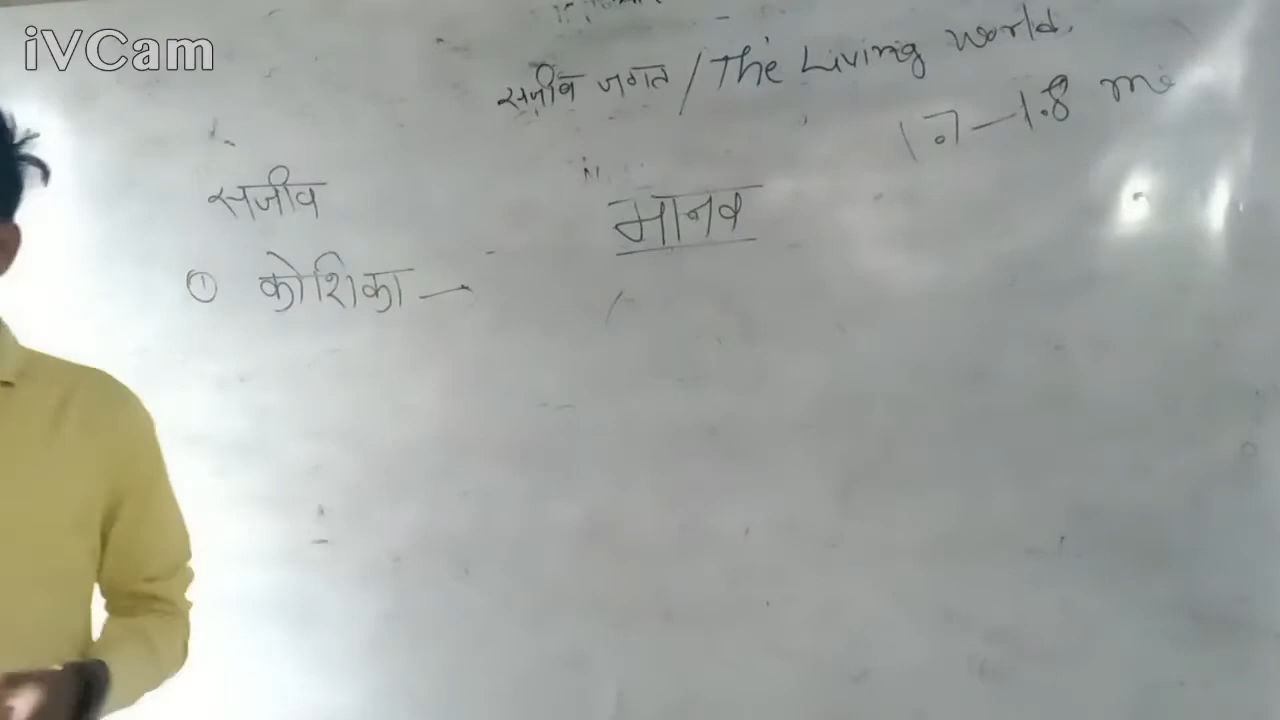 iVCam
सजीव जगत / The Living World.
1.7-1.8 m
सजीव
मानव
① कोशिका —